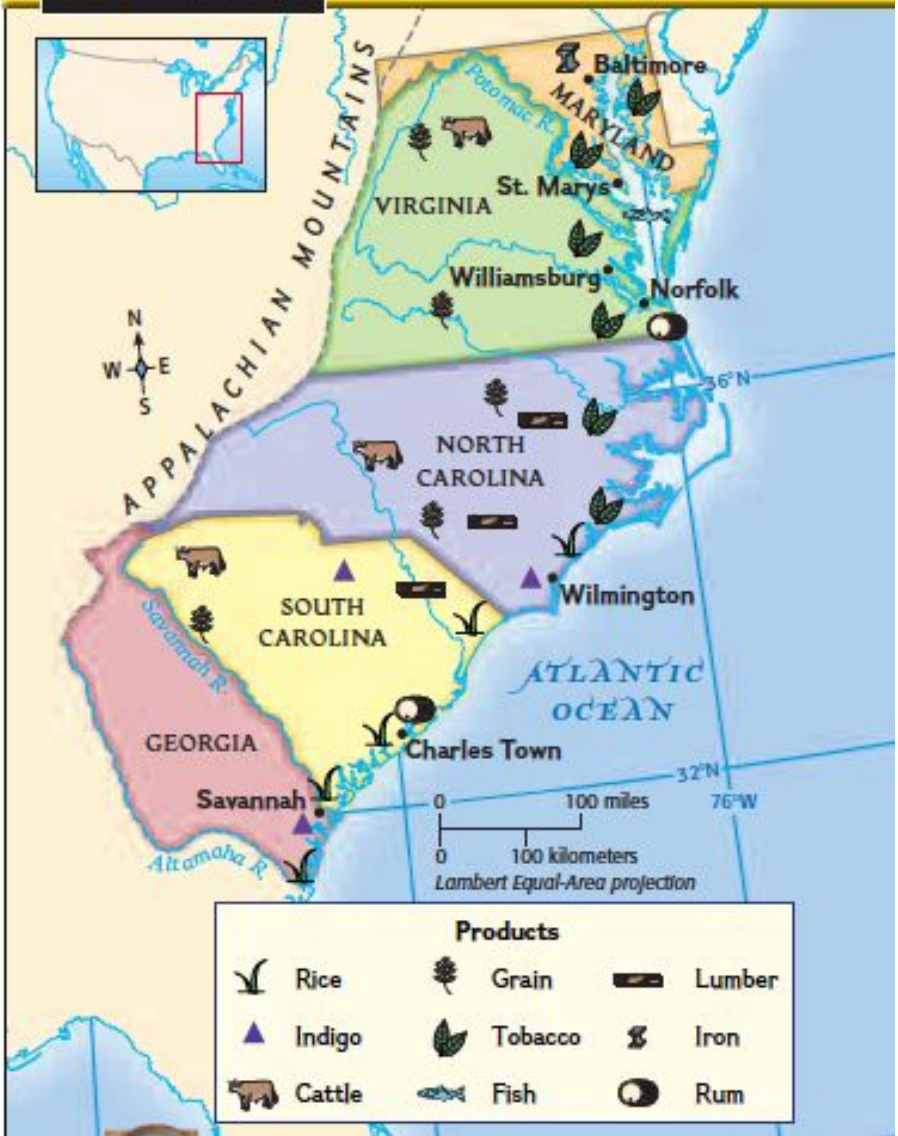 APPALACHIAN MOUNTAINS
Potomac R.
Baltimore
MARYLAND
St. Marys
VIRGINIA
Williamsburg
Norfolk
N
W E
S
36°N
NORTH
CAROLINA
Wilmington
SOUTH
CAROLINA
Savannah R.
ATLANTIC
OCEAN
GEORGIA
Charles Town
32°N
Savannah
76°W
0 100 miles
0 100 kilometers
Lambert Equal-Area projection
Altamaha R.
Products
Rice Grain Lumber
Indigo Tobacco Iron
Cattle Fish Rum